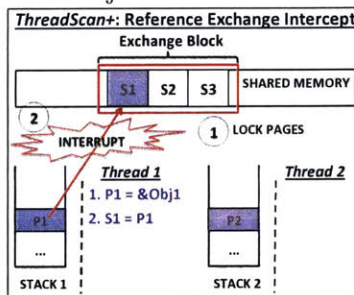 ThreadScan+: Reference Exchange Intercept
Exchange Block
S1 S2 S3 SHARED MEMORY
2
INTERRUPT
1 LOCK PAGES
Thread 1
Thread 2
1. P1 = &Obj1
2. S1 = P1
P1
P2
...
...
STACK 1
STACK 2